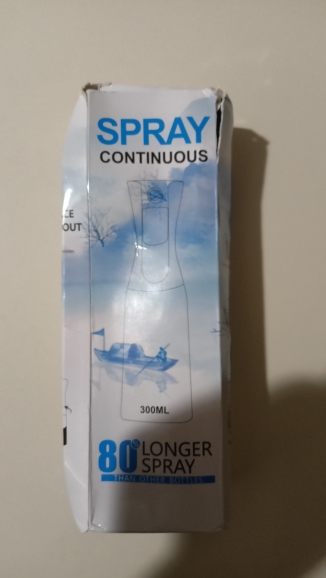 SPRAY
CONTINUOUS
CE
OUT
300ML
80% LONGER
SPRAY
THAN OTHER BOTTLES